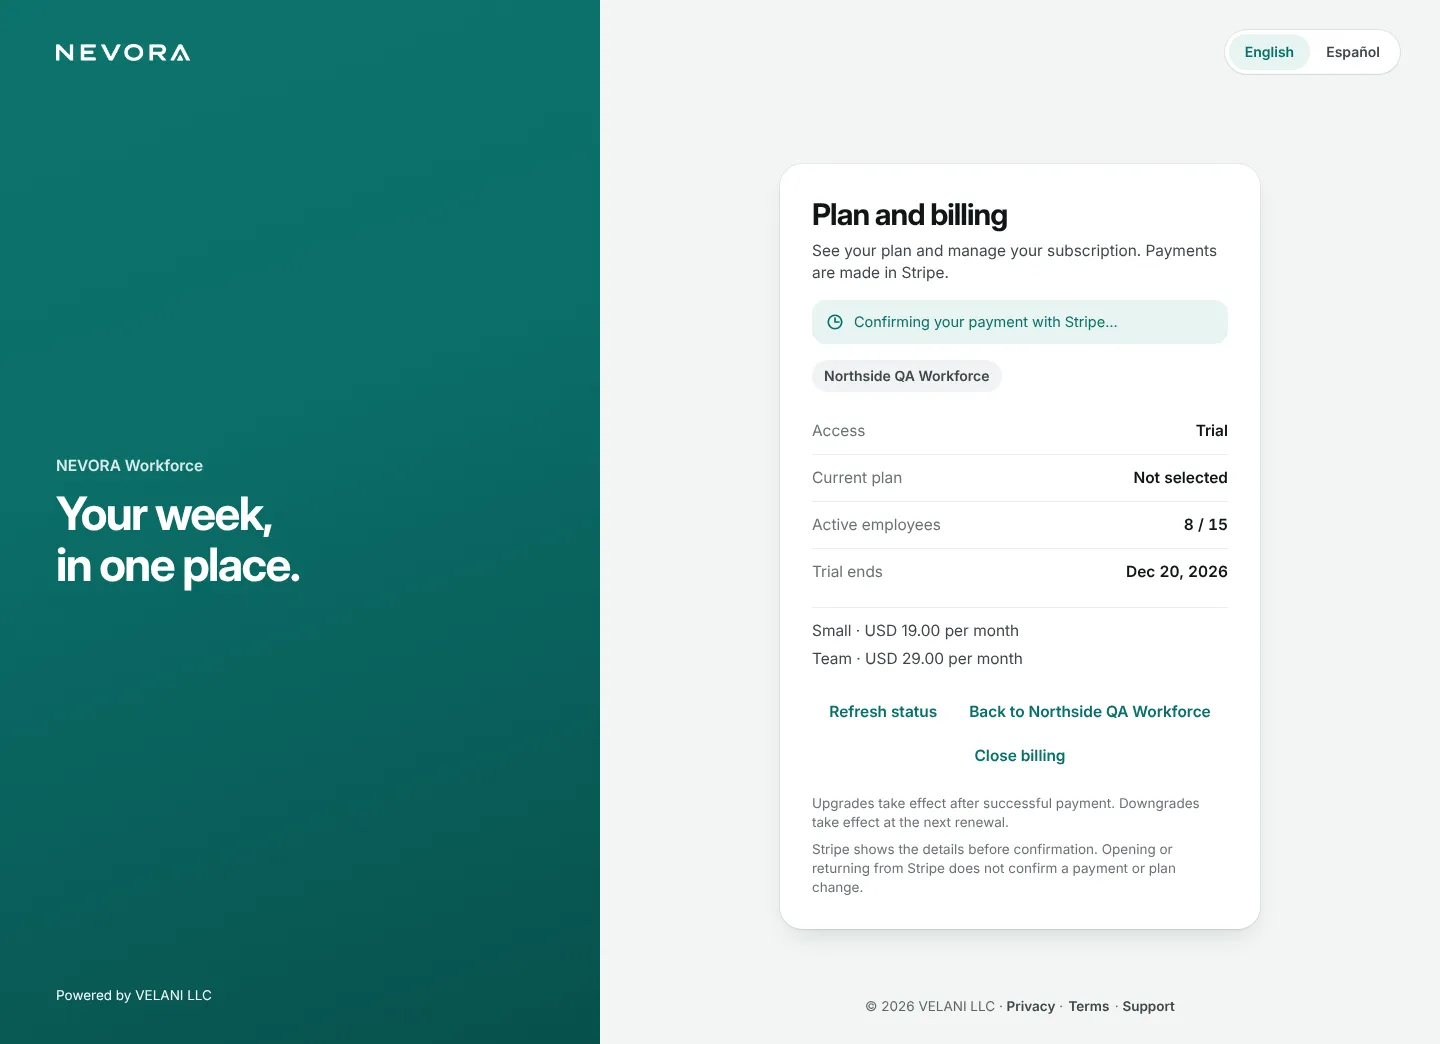 NEVORA
English
Español
Plan and billing
See your plan and manage your subscription. Payments
are made in Stripe.
Confirming your payment with Stripe...
Northside QA Workforce
Access Trial
Current plan Not selected
Active employees 8 / 15
Trial ends Dec 20, 2026
Small · USD 19.00 per month
Team · USD 29.00 per month
Refresh status
Back to Northside QA Workforce
Close billing
Upgrades take effect after successful payment. Downgrades
take effect at the next renewal.
Stripe shows the details before confirmation. Opening or
returning from Stripe does not confirm a payment or plan
change.
NEVORA Workforce
Your week,
in one place.
Powered by VELANI LLC
© 2026 VELANI LLC · Privacy · Terms · Support